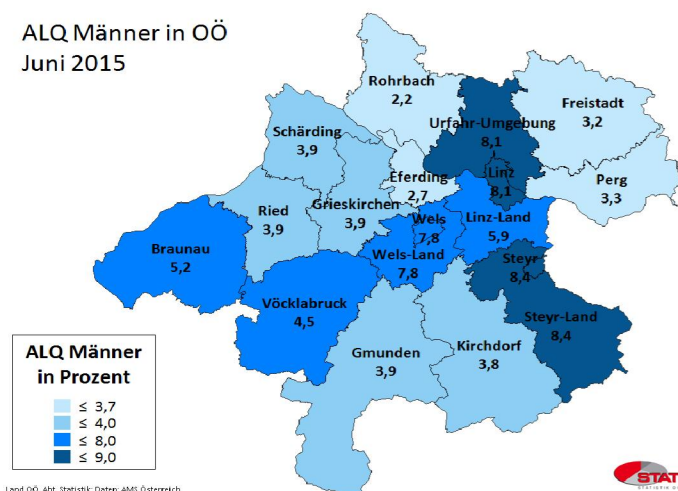 ALQ Männer in OÖ
Juni 2015
Rohrbach
2,2
Freistadt
3,2
Urfahr-Umgebung
8,1
Schärding
3,9
Linz
8,1
Eferding
2,7
Perg
3,3
Ried
3,9
Grieskirchen
3,9
Wels
7,8
Linz-Land
5,9
Braunau
5,2
Wels-Land
7,8
Steyr
8,4
Vöcklabruck
4,5
Steyr-Land
8,4
Gmunden
3,9
Kirchdorf
3,8
ALQ Männer
in Prozent
≤ 3,7
≤ 4,0
≤ 8,0
≤ 9,0
STAT
Land OÖ, Abt. Statistik; Daten: AMS Österreich